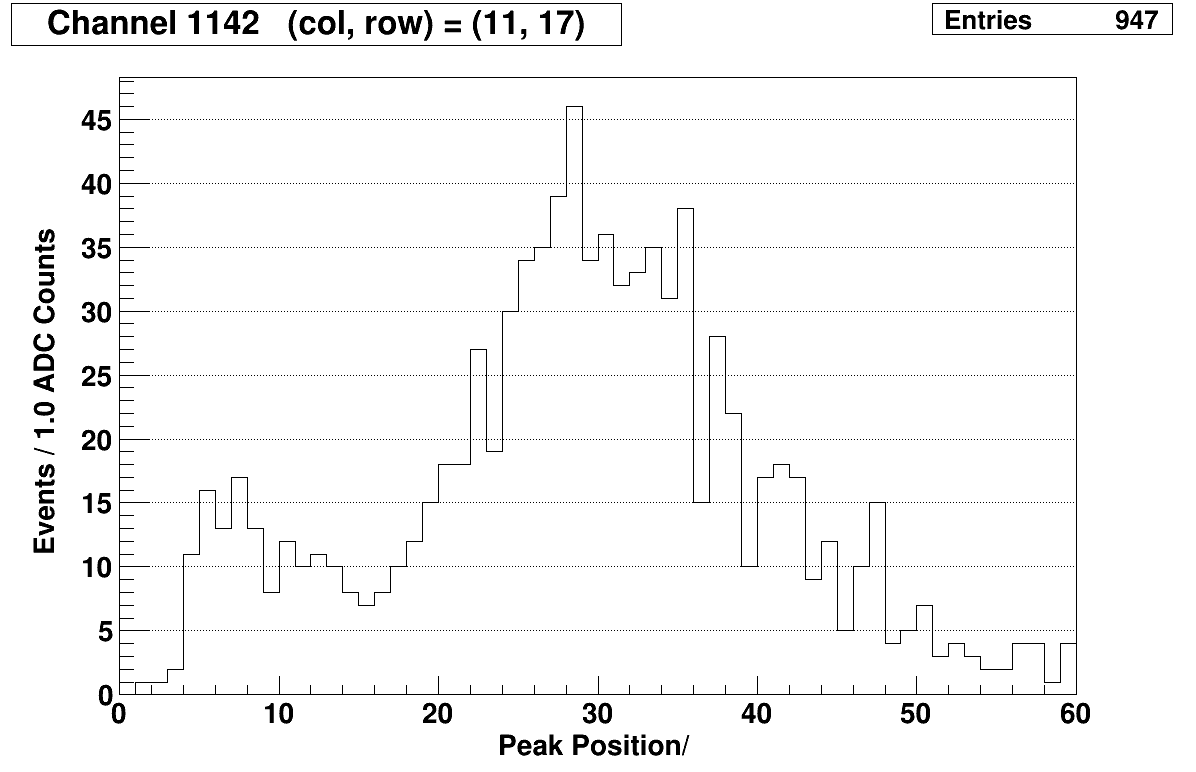 Channel 1142 (col, row) = (11, 17)
Entries 947
Events / 1.0 ADC Counts
45
40
35
30
25
20
15
10
5
0
0 10 20 30 40 50 60
Peak Position/